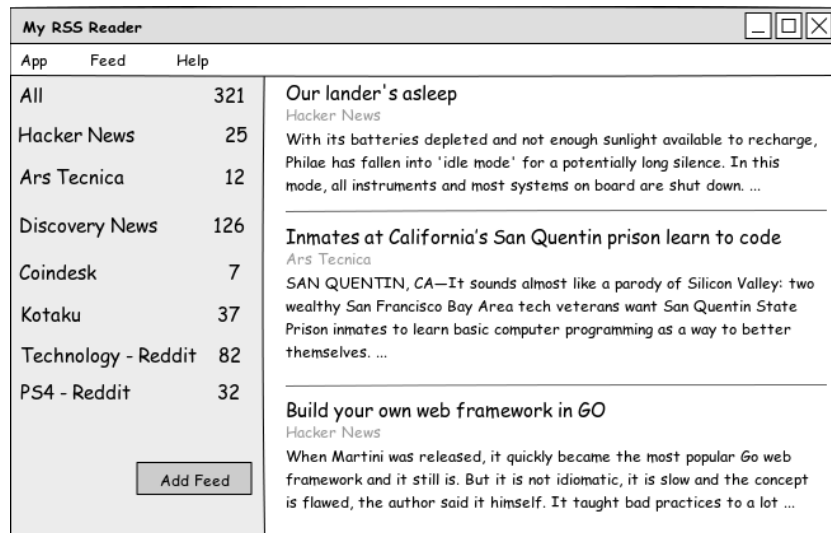 My RSS Reader
App Feed Help
All 321
Hacker News 25
Ars Tecnica 12
Discovery News 126
Coindesk 7
Kotaku 37
Technology - Reddit 82
PS4 - Reddit 32
Add Feed
Our lander's asleep
Hacker News
With its batteries depleted and not enough sunlight available to recharge,
Philae has fallen into 'idle mode' for a potentially long silence. In this
mode, all instruments and most systems on board are shut down. ...
Inmates at California's San Quentin prison learn to code
Ars Tecnica
SAN QUENTIN, CA—It sounds almost like a parody of Silicon Valley: two
wealthy San Francisco Bay Area tech veterans want San Quentin State
Prison inmates to learn basic computer programming as a way to better
themselves. ...
Build your own web framework in GO
Hacker News
When Martini was released, it quickly became the most popular Go web
framework and it still is. But it is not idiomatic, it is slow and the concept
is flawed, the author said it himself. It taught bad practices to a lot ...